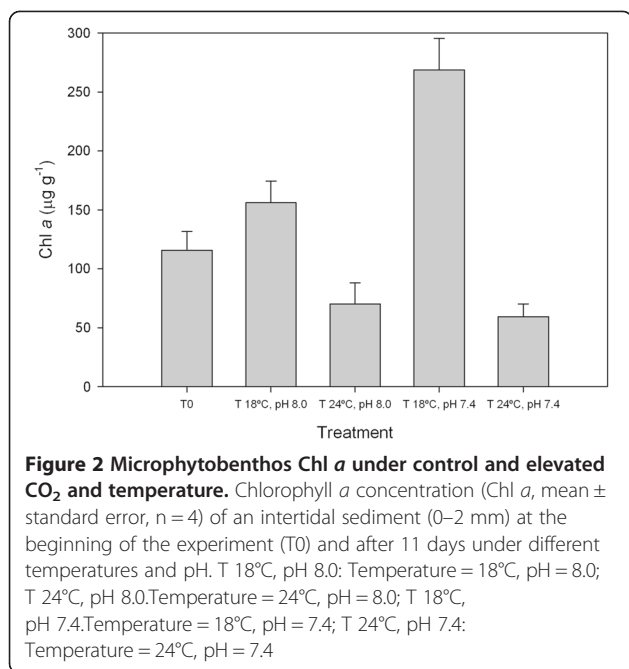 300
250
200
150
100
50
0
Chl a (µg g-1)
T0 T 18ºC, pH 8.0 T 24ºC, pH 8.0 T 18ºC, pH 7.4 T 24ºC, pH 7.4
Treatment
Figure 2 Microphytobenthos Chl a under control and elevated
CO2 and temperature. Chlorophyll a concentration (Chl a, mean ±
standard error, n = 4) of an intertidal sediment (0–2 mm) at the
beginning of the experiment (T0) and after 11 days under different
temperatures and pH. T 18°C, pH 8.0: Temperature = 18°C, pH = 8.0;
T 24°C, pH 8.0.Temperature = 24°C, pH = 8.0; T 18°C,
pH 7.4.Temperature = 18°C, pH = 7.4; T 24°C, pH 7.4:
Temperature = 24°C, pH = 7.4